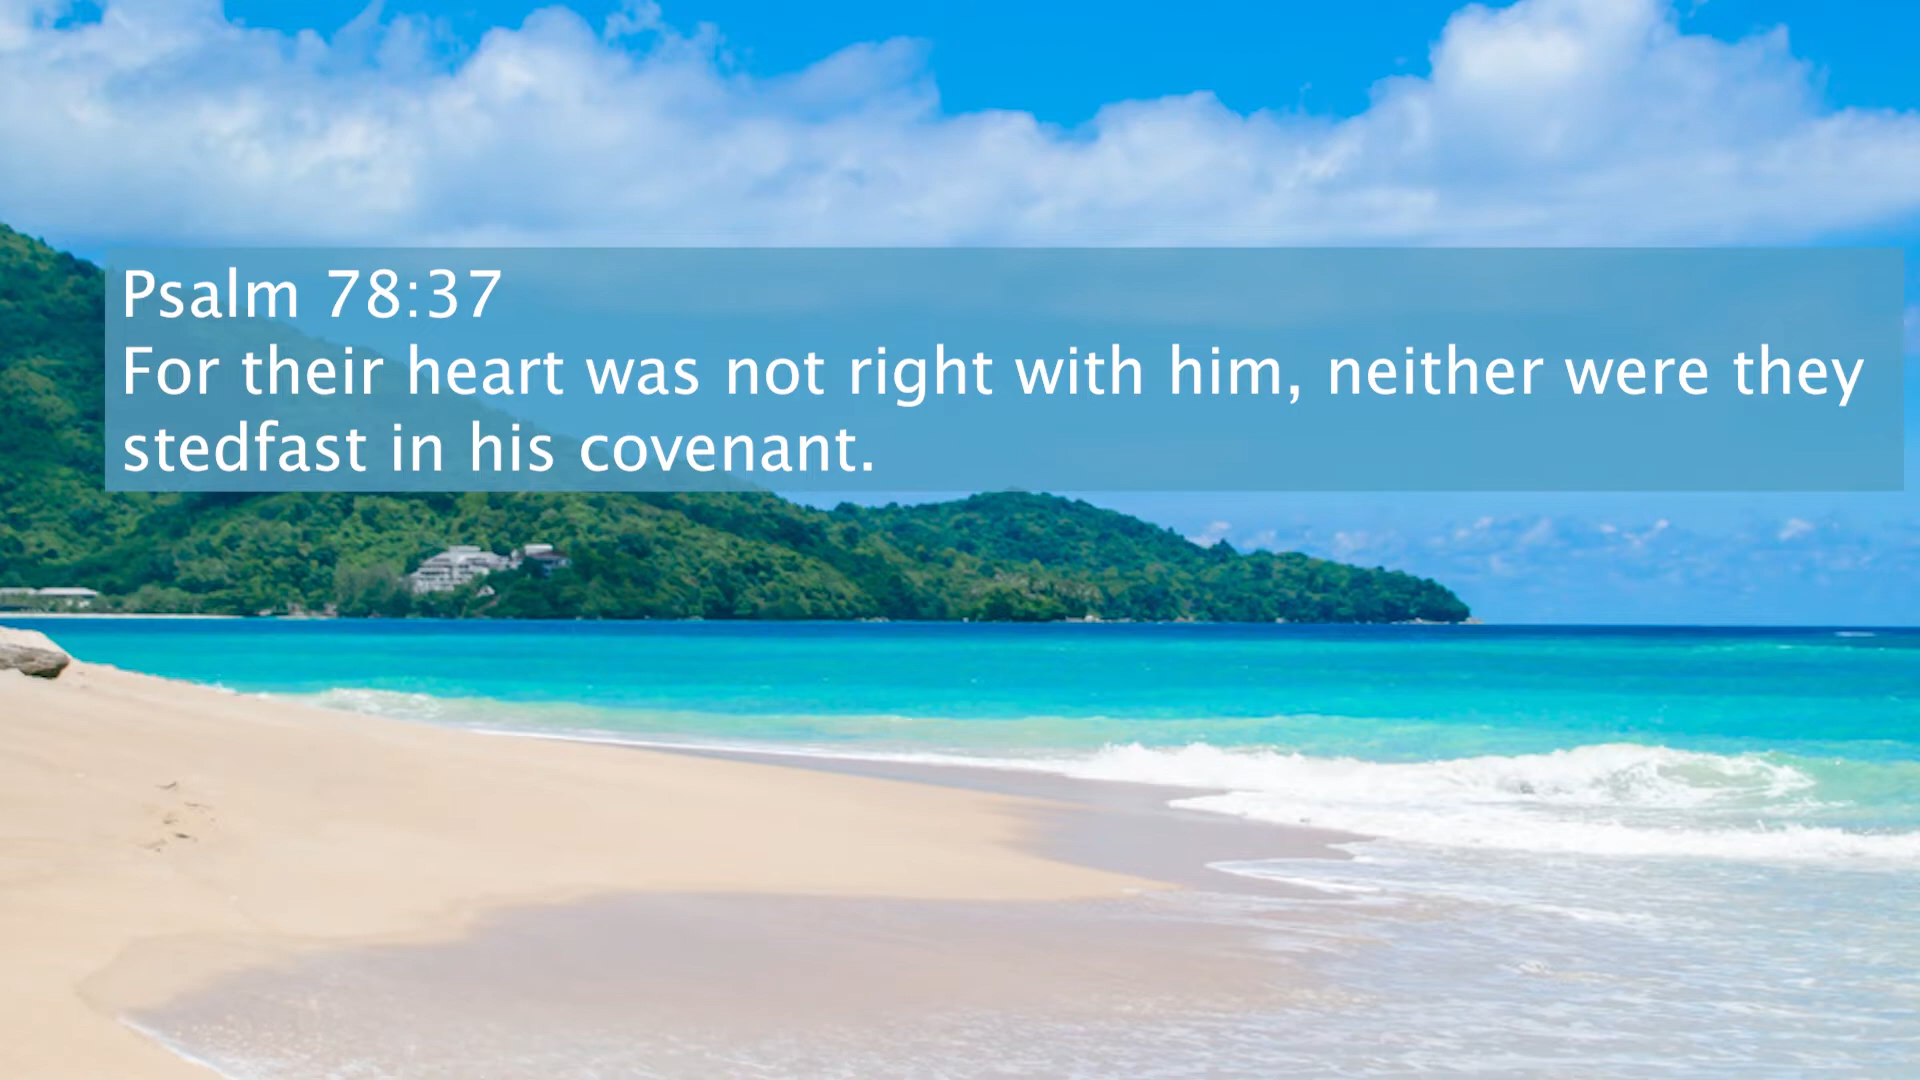 Psalm 78:37
For their heart was not right with him, neither were they
stedfast in his covenant.